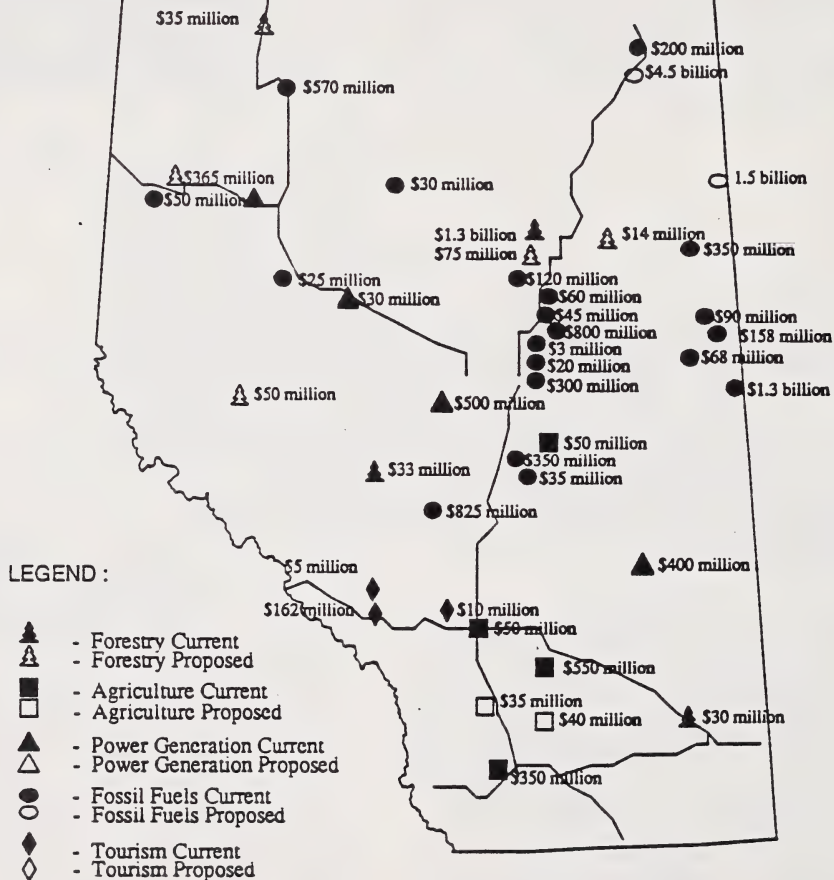 $35 million
$200 million
$4.5 billion
$570 million
$365 million
1.5 billion
$30 million
$50 million
$1.3 billion
$14 million
$350 million
$75 million
$25 million
$120 million
$30 million
$60 million
$45 million
$90 million
$800 million
$158 million
$3 million
$68 million
$20 million
$300 million
$1.3 billion
$50 million
$500 million
$50 million
$350 million
$33 million
$35 million
$825 million
$5 million
$400 million
$162 million
$10 million
$50 million
$550 million
$35 million
$40 million
$30 million
$350 million
LEGEND :
- Forestry Current
- Forestry Proposed
- Agriculture Current
- Agriculture Proposed
- Power Generation Current
- Power Generation Proposed
- Fossil Fuels Current
- Fossil Fuels Proposed
- Tourism Current
- Tourism Proposed